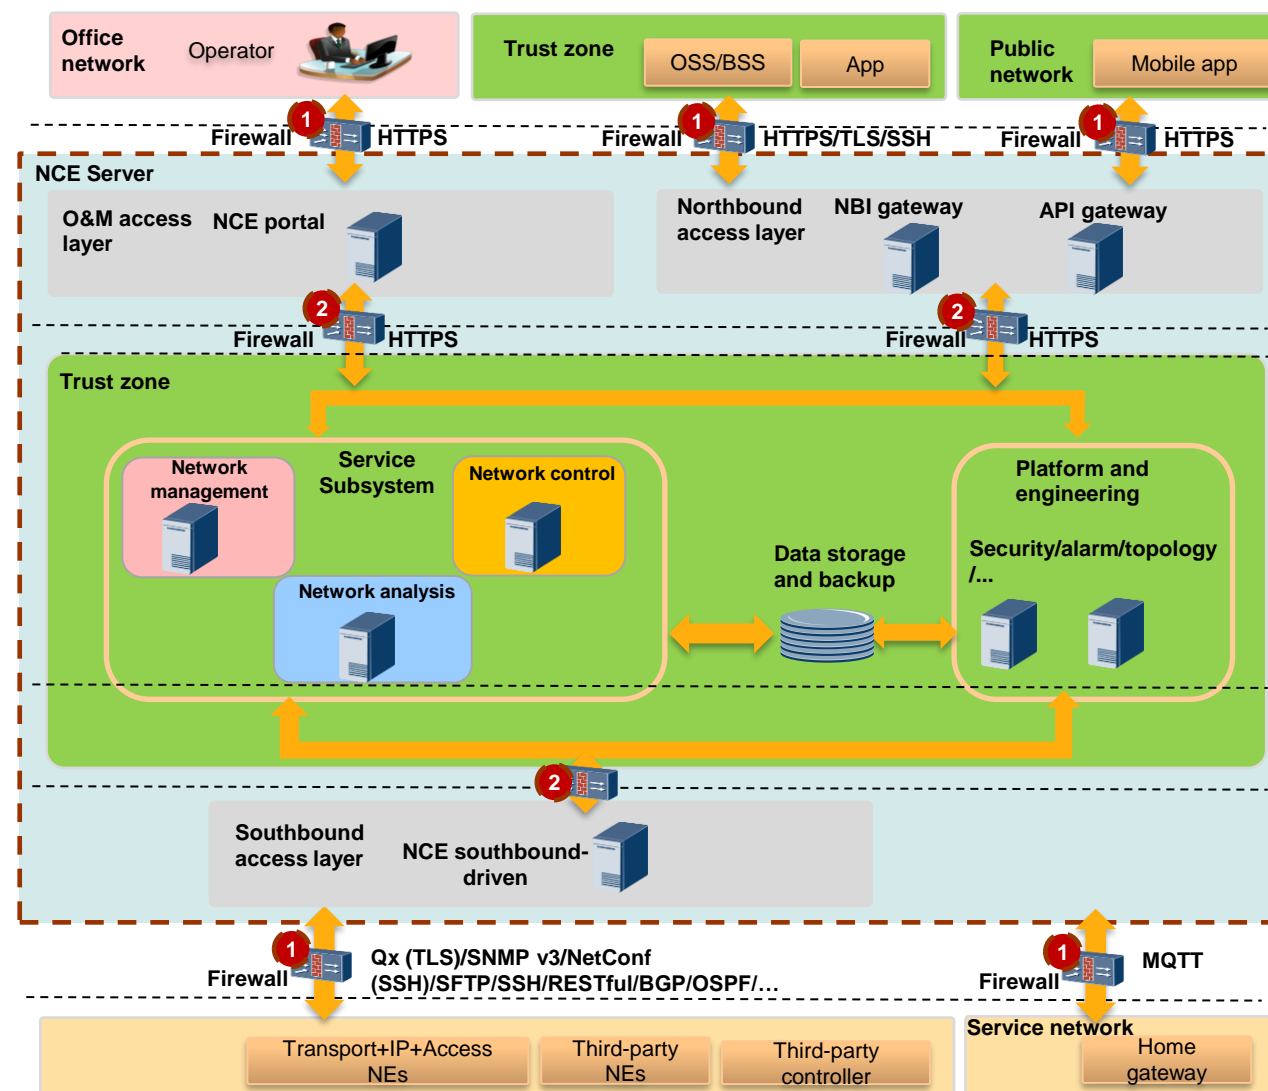 Office
network
Operator
Trust zone
OSS/BSS
App
Public
network
Mobile app
1
Firewall
HTTPS
1
Firewall
HTTPS/TLS/SSH
1
Firewall
HTTPS
NCE Server
O&M access
layer
NCE portal
Northbound
access layer
NBI gateway
API gateway
2
Firewall
HTTPS
2
Firewall
HTTPS
Trust zone
Service
Subsystem
Network
management
Network control
Network analysis
Data storage
and backup
Platform and
engineering
Security/alarm/topology
/...
2
Southbound
access layer
NCE southbound-
driven
1
Firewall
Qx (TLS)/SNMP v3/NetConf
(SSH)/SFTP/SSH/RESTful/BGP/OSPF/…
1
Firewall
MQTT
Transport+IP+Access
NEs
Third-party
NEs
Third-party
controller
Service network
Home
gateway